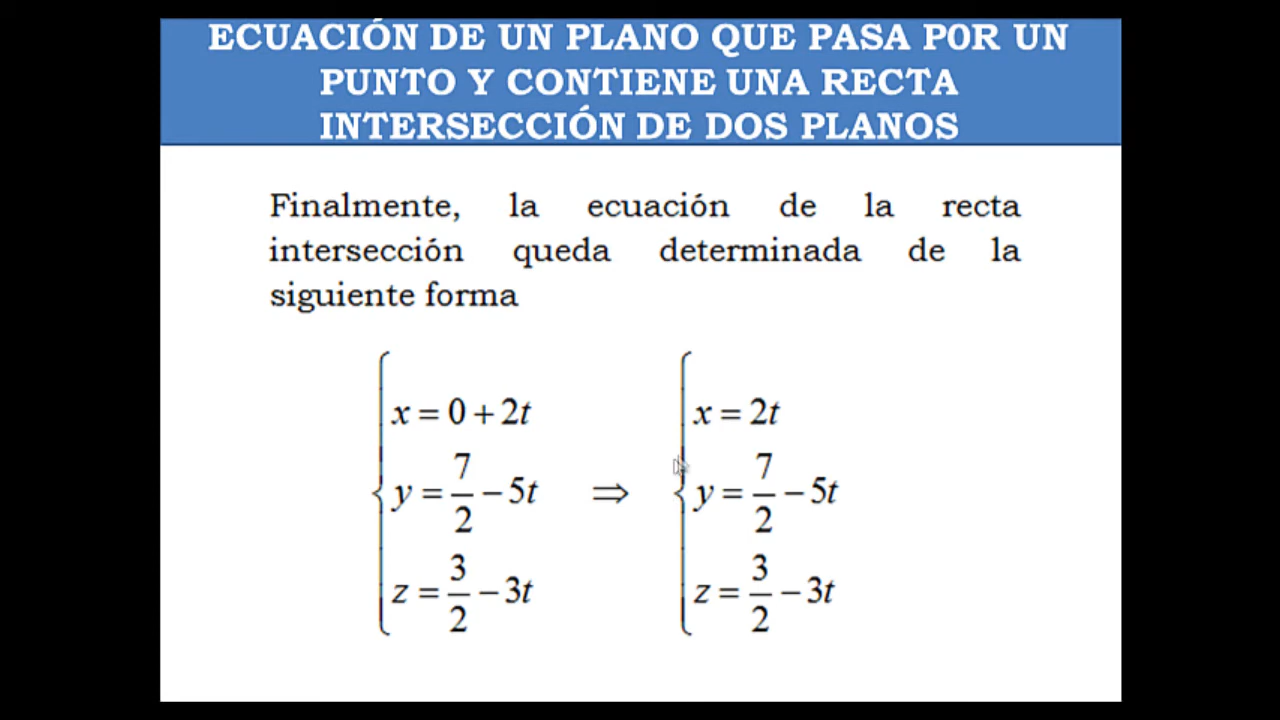 ECUACIÓN DE UN PLANO QUE PASA P0R UN
PUNTO Y CONTIENE UNA RECTA
INTERSECCIÓN DE DOS PLANOS
Finalmente, la ecuación de la recta
intersección queda determinada de la
siguiente forma
x = 0 + 2t
y = 7/2 − 5t
z = 3/2 − 3t
⇒
x = 2t
y = 7/2 − 5t
z = 3/2 − 3t